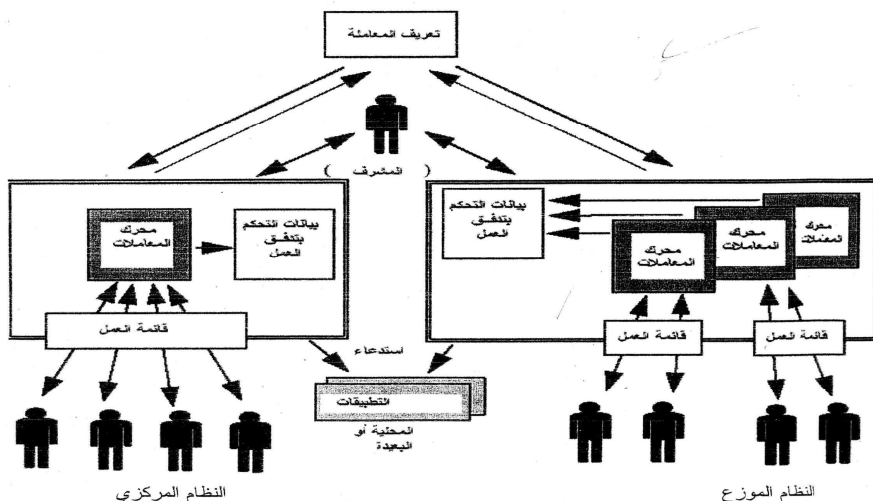 تعريف المعاملة
( المشرف )
بيانات التحكم
بتدفق
العمل
محرك
المعاملات
محرك
المعاملات
محرك
المعاملات
قائمة العمل
قائمة العمل
محرك
المعاملات
بيانات التحكم
بتدفق
العمل
قائمة العمل
استدعاء
التطبيقات
المحلية أو
البعيدة
النظام الموزع
النظام المركزي